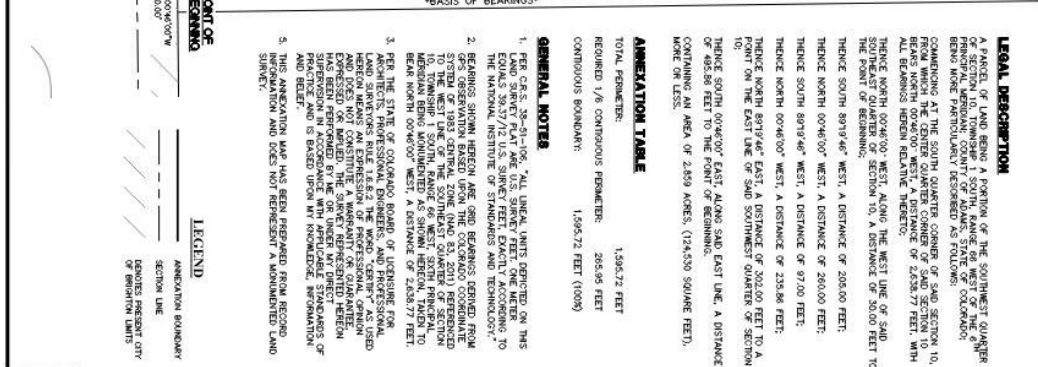 *BASIS OF BEARINGS*
LEGAL DESCRIPTION
A PARCEL OF LAND BEING A PORTION OF THE SOUTHWEST QUARTER
OF SECTION 10, TOWNSHIP 1 SOUTH, RANGE 66 WEST OF THE 6TH
PRINCIPAL MERIDIAN; COUNTY OF ADAMS, STATE OF COLORADO;
BEING MORE PARTICULARLY DESCRIBED AS FOLLOWS:
COMMENCING AT THE SOUTH QUARTER CORNER OF SAID SECTION 10,
FROM WHICH THE CENTER QUARTER CORNER OF SAID SECTION 10
BEARS NORTH 00°46'00" WEST, A DISTANCE OF 2,638.77 FEET, WITH
ALL BEARINGS HEREIN RELATIVE THERETO;
THENCE NORTH 00°46'00" WEST, ALONG THE WEST LINE OF SAID
SOUTHEAST QUARTER OF SECTION 10, A DISTANCE OF 30.00 FEET TO
THE POINT OF BEGINNING;
THENCE SOUTH 89°19'46" WEST, A DISTANCE OF 205.00 FEET;
THENCE NORTH 00°46'00" WEST, A DISTANCE OF 260.00 FEET;
THENCE SOUTH 89°19'46" WEST, A DISTANCE OF 97.00 FEET;
THENCE NORTH 00°46'00" WEST, A DISTANCE OF 235.86 FEET;
THENCE NORTH 89°19'46" EAST, A DISTANCE OF 302.00 FEET TO A
POINT ON THE EAST LINE OF SAID SOUTHWEST QUARTER OF SECTION
10;
THENCE SOUTH 00°46'00" EAST, ALONG SAID EAST LINE, A DISTANCE
OF 495.86 FEET TO THE POINT OF BEGINNING.
CONTAINING AN AREA OF 2.859 ACRES, (124,530 SQUARE FEET),
MORE OR LESS.
ANNEXATION TABLE
TOTAL PERIMETER: 1,595.72 FEET
REQUIRED 1/6 CONTIGUOUS PERIMETER: 265.95 FEET
CONTIGUOUS BOUNDARY: 1,595.72 FEET (100%)
GENERAL NOTES
1. PER C.R.S. 38-51-106, "ALL LINEAL UNITS DEPICTED ON THIS
LAND SURVEY PLAT ARE U.S. SURVEY FEET. ONE METER
EQUALS 39.37/12 U.S. SURVEY FEET, EXACTLY ACCORDING TO
THE NATIONAL INSTITUTE OF STANDARDS AND TECHNOLOGY."
2. BEARINGS SHOWN HEREON ARE GRID BEARINGS DERIVED FROM
GPS OBSERVATION BASED UPON THE COLORADO COORDINATE
SYSTEM OF 1983 CENTRAL ZONE (NAD 83, 2011) REFERENCED
TO THE WEST LINE OF THE SOUTHEAST QUARTER OF SECTION
10, TOWNSHIP 1 SOUTH, RANGE 66 WEST, SIXTH PRINCIPAL
MERIDIAN BEING MONUMENTED AS SHOWN HEREON, TAKEN TO
BEAR NORTH 00°46'00" WEST, A DISTANCE OF 2,638.77 FEET.
3. PER THE STATE OF COLORADO BOARD OF LICENSURE FOR
ARCHITECTS, PROFESSIONAL ENGINEERS, AND PROFESSIONAL
LAND SURVEYORS RULE 1.6.B.2 THE WORD "CERTIFY" AS USED
HEREON MEANS AN EXPRESSION OF PROFESSIONAL OPINION
AND DOES NOT CONSTITUTE A WARRANTY OR GUARANTEE,
EXPRESSED OR IMPLIED. THE SURVEY REPRESENTED HEREON
HAS BEEN PERFORMED BY ME OR UNDER MY DIRECT
SUPERVISION IN ACCORDANCE WITH APPLICABLE STANDARDS OF
PRACTICE AND IS BASED UPON MY KNOWLEDGE, INFORMATION
AND BELIEF.
5. THIS ANNEXATION MAP HAS BEEN PREPARED FROM RECORD
INFORMATION AND DOES NOT REPRESENT A MONUMENTED LAND
SURVEY.
OINT OF
EGINNING
00°46'00"W
0.00'
LEGEND
ANNEXATION BOUNDARY
SECTION LINE
DENOTES PRESENT CITY
OF BRIGHTON LIMITS